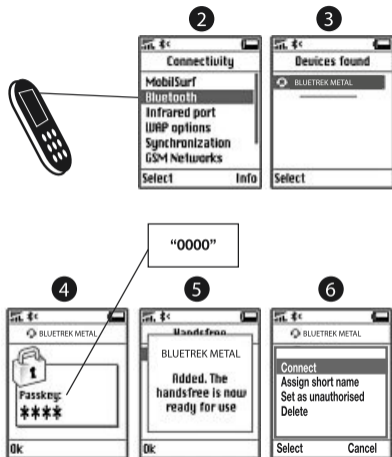 2
3
Connectivity
MobilSurf
Bluetooth
Infrared port
WAP options
Synchronization
GSM Networks
Select Info
Devices found
BLUETREK METAL
Select
"0000"
4
5
6
BLUETREK METAL
Passkey:
****
Ok
Handsfree
BLUETREK METAL
Added. The
handsfree is now
ready for use
Ok
BLUETREK METAL
Connect
Assign short name
Set as unauthorised
Delete
Select Cancel